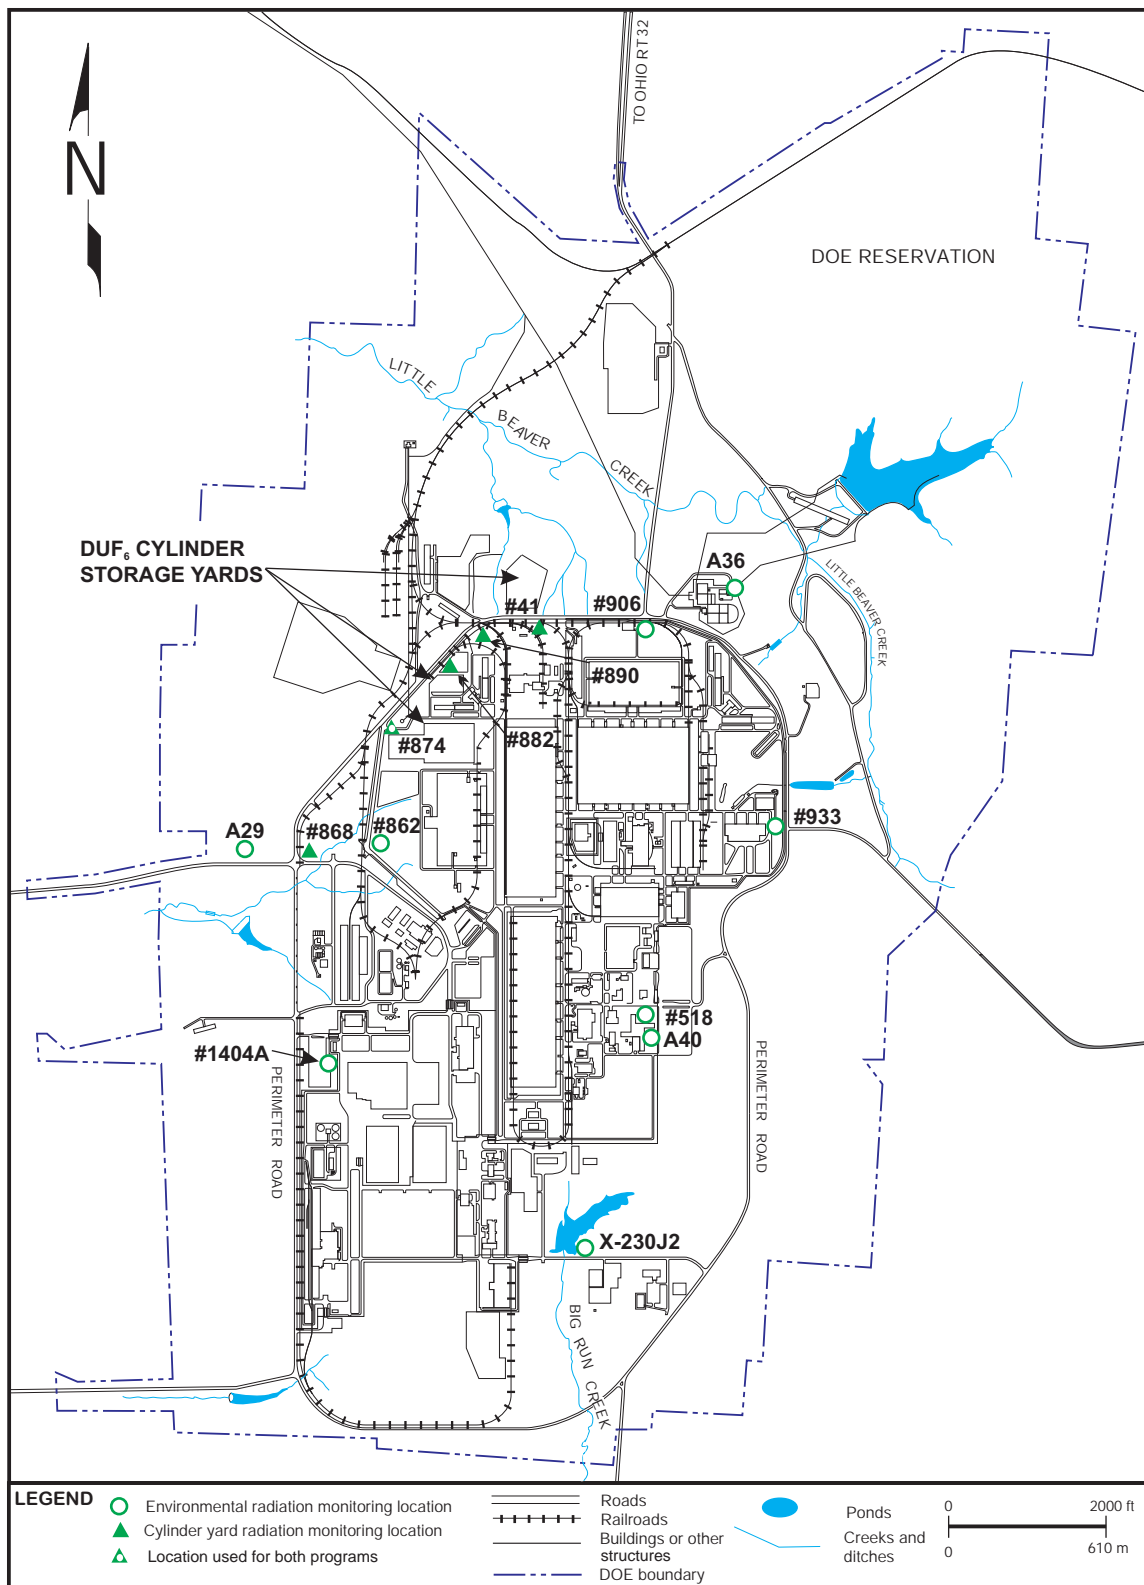 TO OHIO RT 32
N
DOE RESERVATION
LITTLE
BEAVER
CREEK
DUF₆ CYLINDER
STORAGE YARDS
A36
#41
#906
LITTLE BEAVER CREEK
#890
#882
#874
#933
A29
#868
#862
#518
A40
#1404A
PERIMETER ROAD
PERIMETER ROAD
X-230J2
BIG RUN CREEK
LEGEND
Environmental radiation monitoring location
Cylinder yard radiation monitoring location
Location used for both programs
Roads
Railroads
Buildings or other
structures
DOE boundary
Ponds
Creeks and
ditches
0 2000 ft
0 610 m